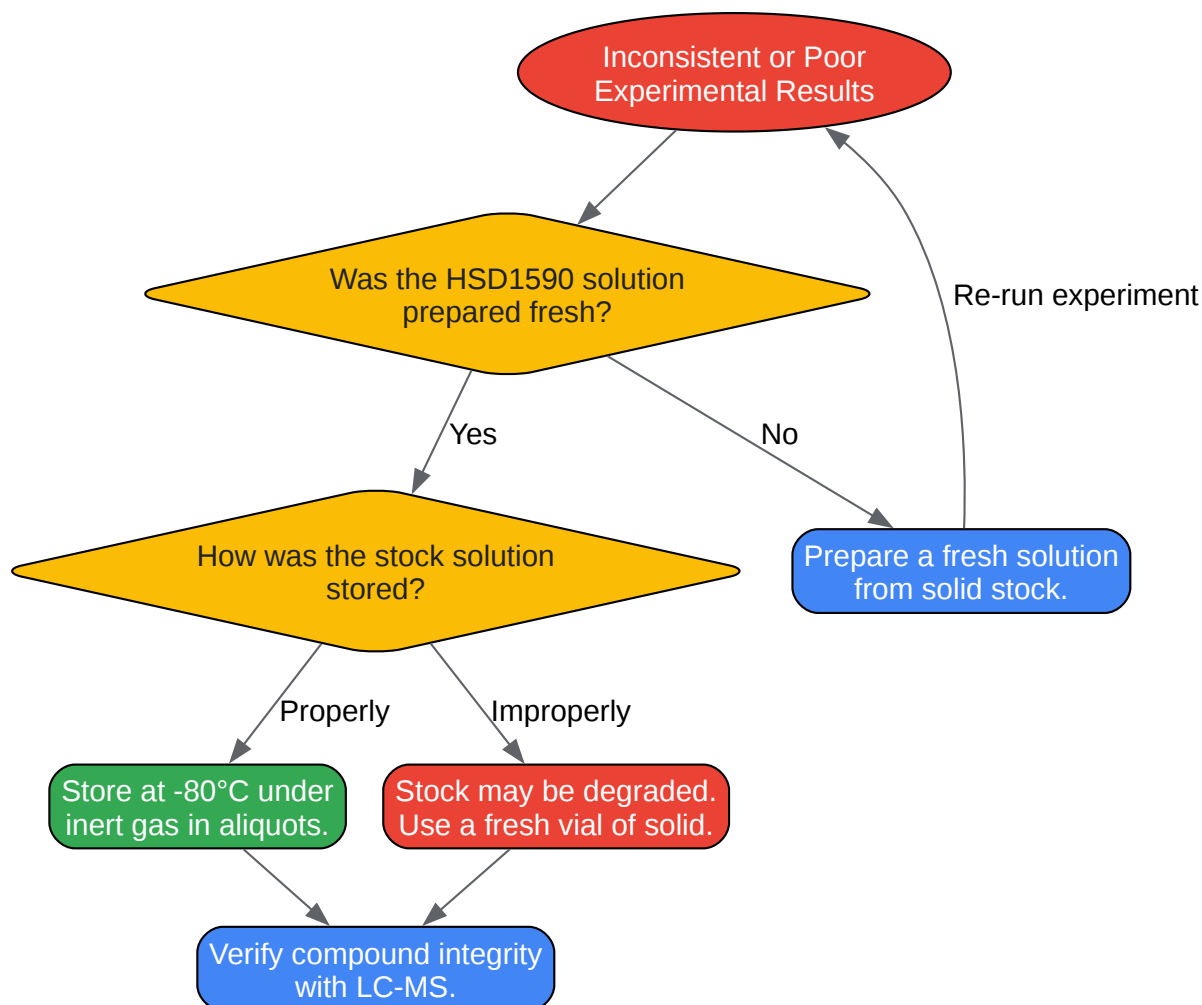 Inconsistent or Poor
Experimental Results
Was the HSD1590 solution
prepared fresh?
Re-run experiment
Yes
No
How was the stock solution
stored?
Prepare a fresh solution
from solid stock.
Properly
Improperly
Store at -80°C under
inert gas in aliquots.
Stock may be degraded.
Use a fresh vial of solid.
Verify compound integrity
with LC-MS.